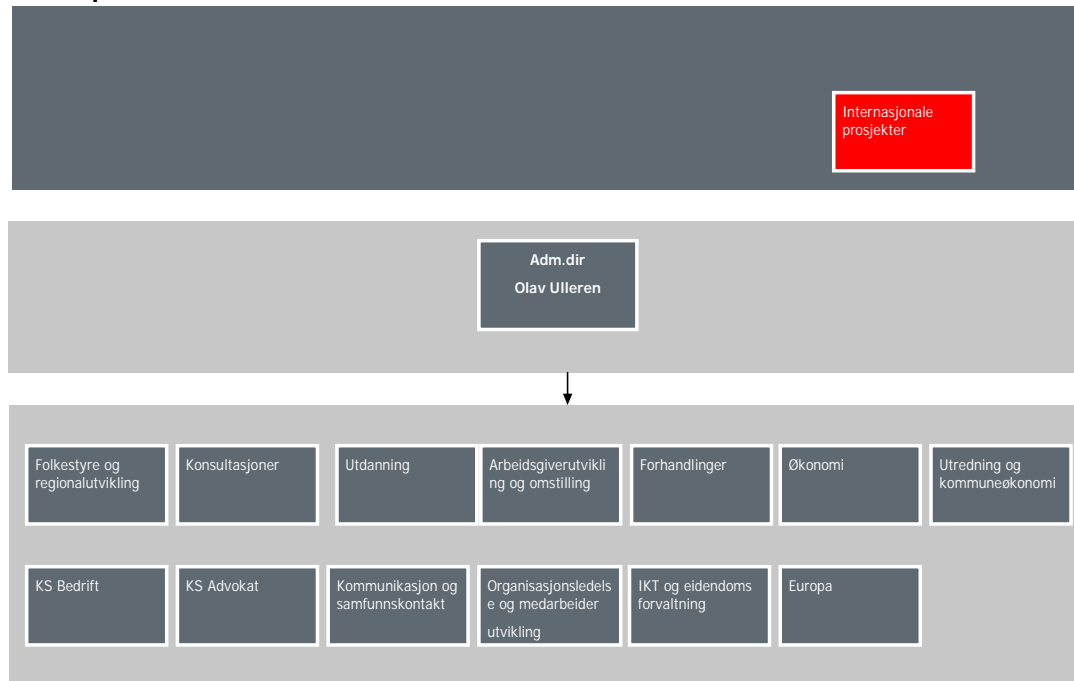 Internasjonale
prosjekter
Adm.dir
Olav Ulleren
Folkestyre og
regionalutvikling
Konsultasjoner
Utdanning
Arbeidsgiverutvikli
ng og omstilling
Forhandlinger
Økonomi
Utredning og
kommuneøkonomi
KS Bedrift
KS Advokat
Kommunikasjon og
samfunnskontakt
Organisasjonsledels
e og medarbeider
utvikling
IKT og eidendoms
forvaltning
Europa